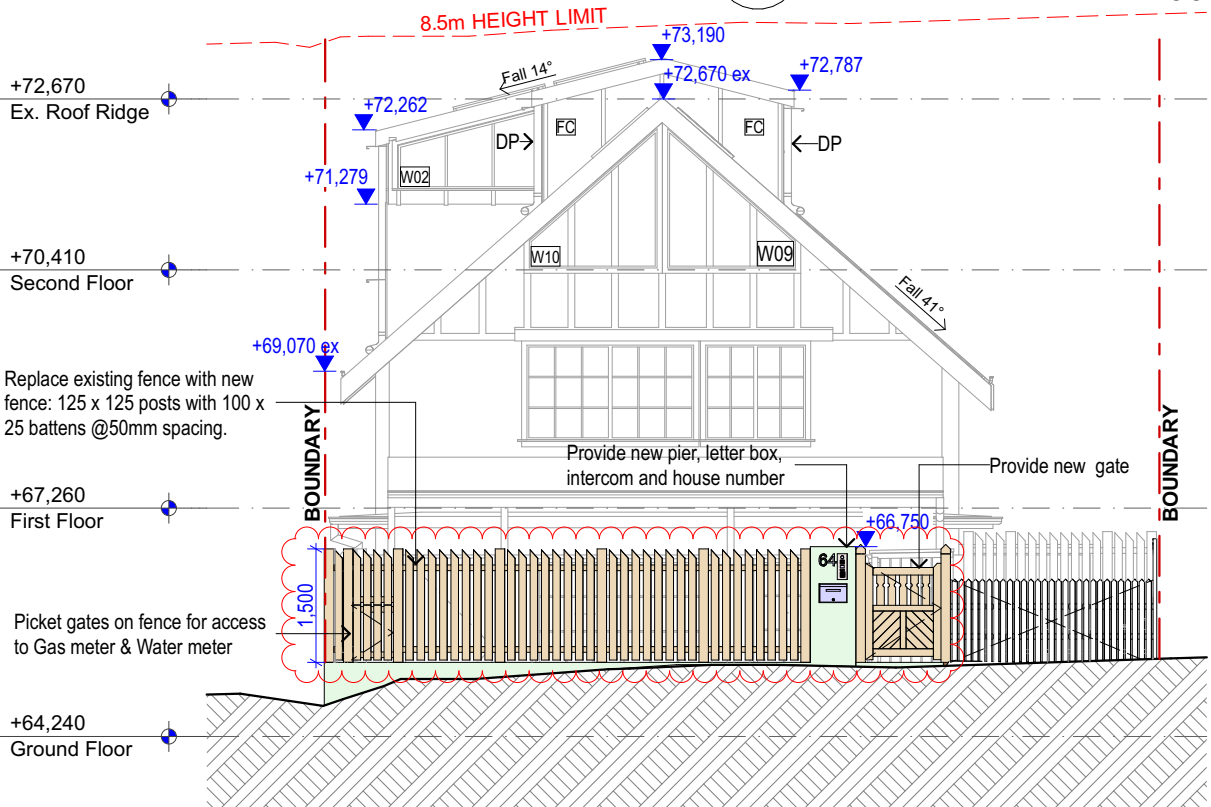 8.5m HEIGHT LIMIT
+73,190
Fall 14°
+72,670 ex
+72,787
+72,670
Ex. Roof Ridge
+72,262
FC
FC
DP
DP
+71,279
W02
+70,410
Second Floor
W10
W09
Fall 41°
+69,070 ex
Replace existing fence with new
fence: 125 x 125 posts with 100 x
25 battens @50mm spacing.
BOUNDARY
BOUNDARY
Provide new pier, letter box,
intercom and house number
Provide new gate
+67,260
First Floor
+66,750
64
1,500
Picket gates on fence for access
to Gas meter & Water meter
+64,240
Ground Floor